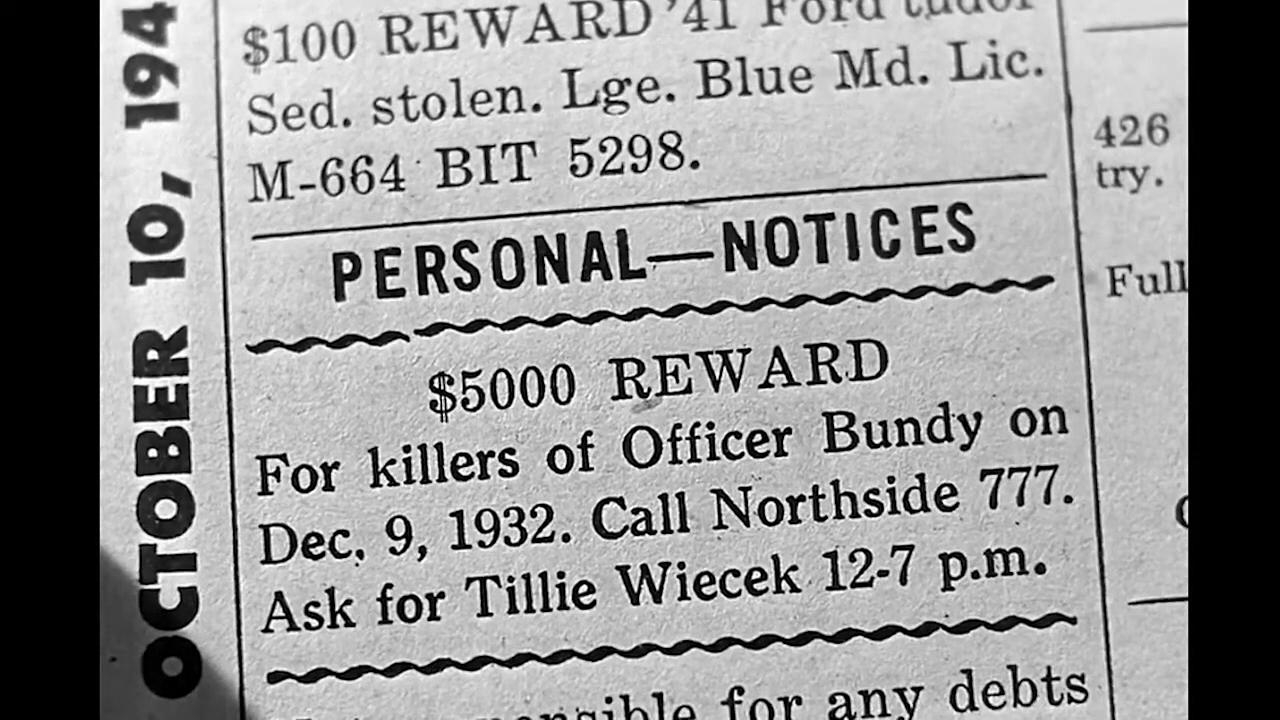 OCTOBER 10, 194
$100 REWARD '41 Ford tudor
Sed. stolen. Lge. Blue Md. Lic.
M-664 BIT 5298.
PERSONAL—NOTICES
$5000 REWARD
For killers of Officer Bundy on
Dec. 9, 1932. Call Northside 777.
Ask for Tillie Wiecek 12-7 p.m.
for any debts
426
try.
Full